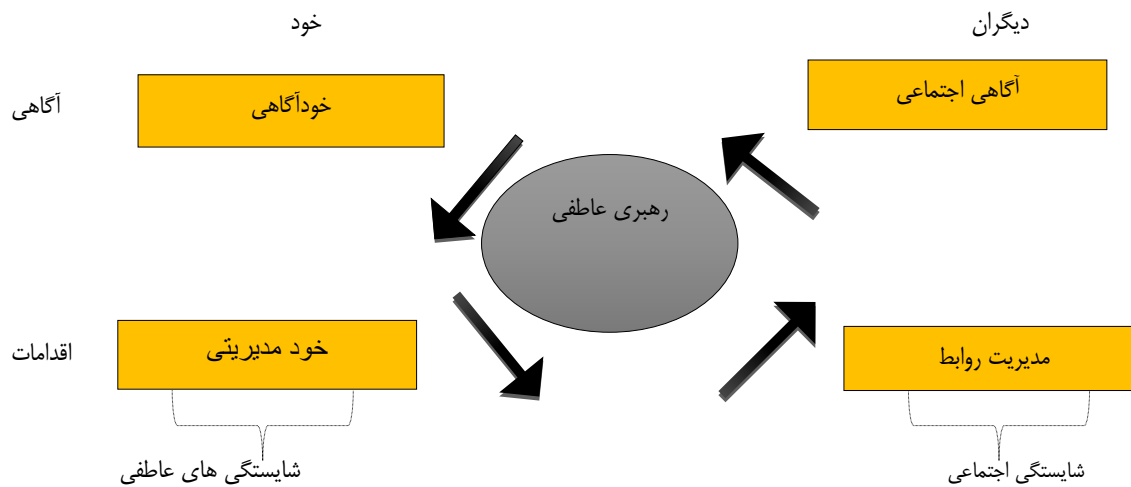 دیگران
خود
آگاهی اجتماعی
خودآگاهی
آگاهی
رهبری عاطفی
مدیریت روابط
خود مدیریتی
اقدامات
شایستگی اجتماعی
شایستگی های عاطفی